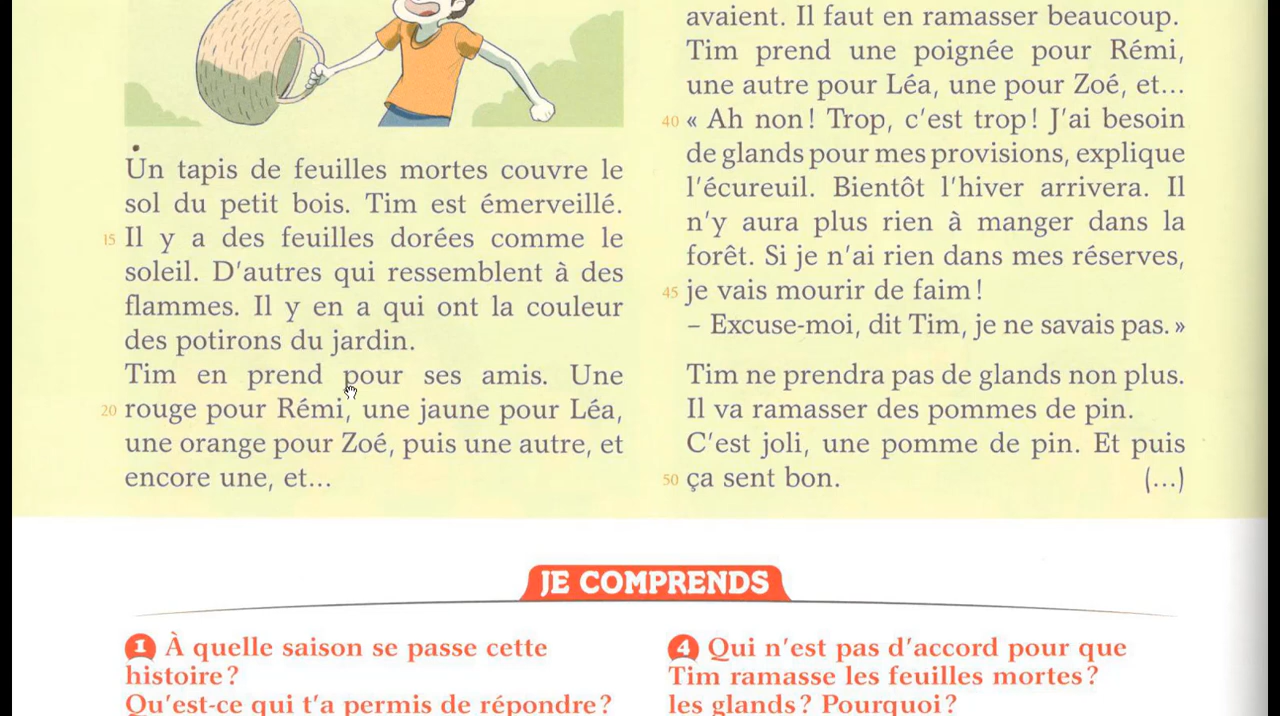 Un tapis de feuilles mortes couvre le
sol du petit bois. Tim est émerveillé.
15 Il y a des feuilles dorées comme le
soleil. D'autres qui ressemblent à des
flammes. Il y en a qui ont la couleur
des potirons du jardin.
Tim en prend pour ses amis. Une
20 rouge pour Rémi, une jaune pour Léa,
une orange pour Zoé, puis une autre, et
encore une, et...
avaient. Il faut en ramasser beaucoup.
Tim prend une poignée pour Rémi,
une autre pour Léa, une pour Zoé, et...
40 « Ah non ! Trop, c'est trop ! J'ai besoin
de glands pour mes provisions, explique
l'écureuil. Bientôt l'hiver arrivera. Il
n'y aura plus rien à manger dans la
forêt. Si je n'ai rien dans mes réserves,
45 je vais mourir de faim !
– Excuse-moi, dit Tim, je ne savais pas. »
Tim ne prendra pas de glands non plus.
Il va ramasser des pommes de pin.
C'est joli, une pomme de pin. Et puis
50 ça sent bon. (...)
JE COMPRENDS
1 À quelle saison se passe cette
histoire ?
Qu'est-ce qui t'a permis de répondre ?
4 Qui n'est pas d'accord pour que
Tim ramasse les feuilles mortes ?
les glands ? Pourquoi ?